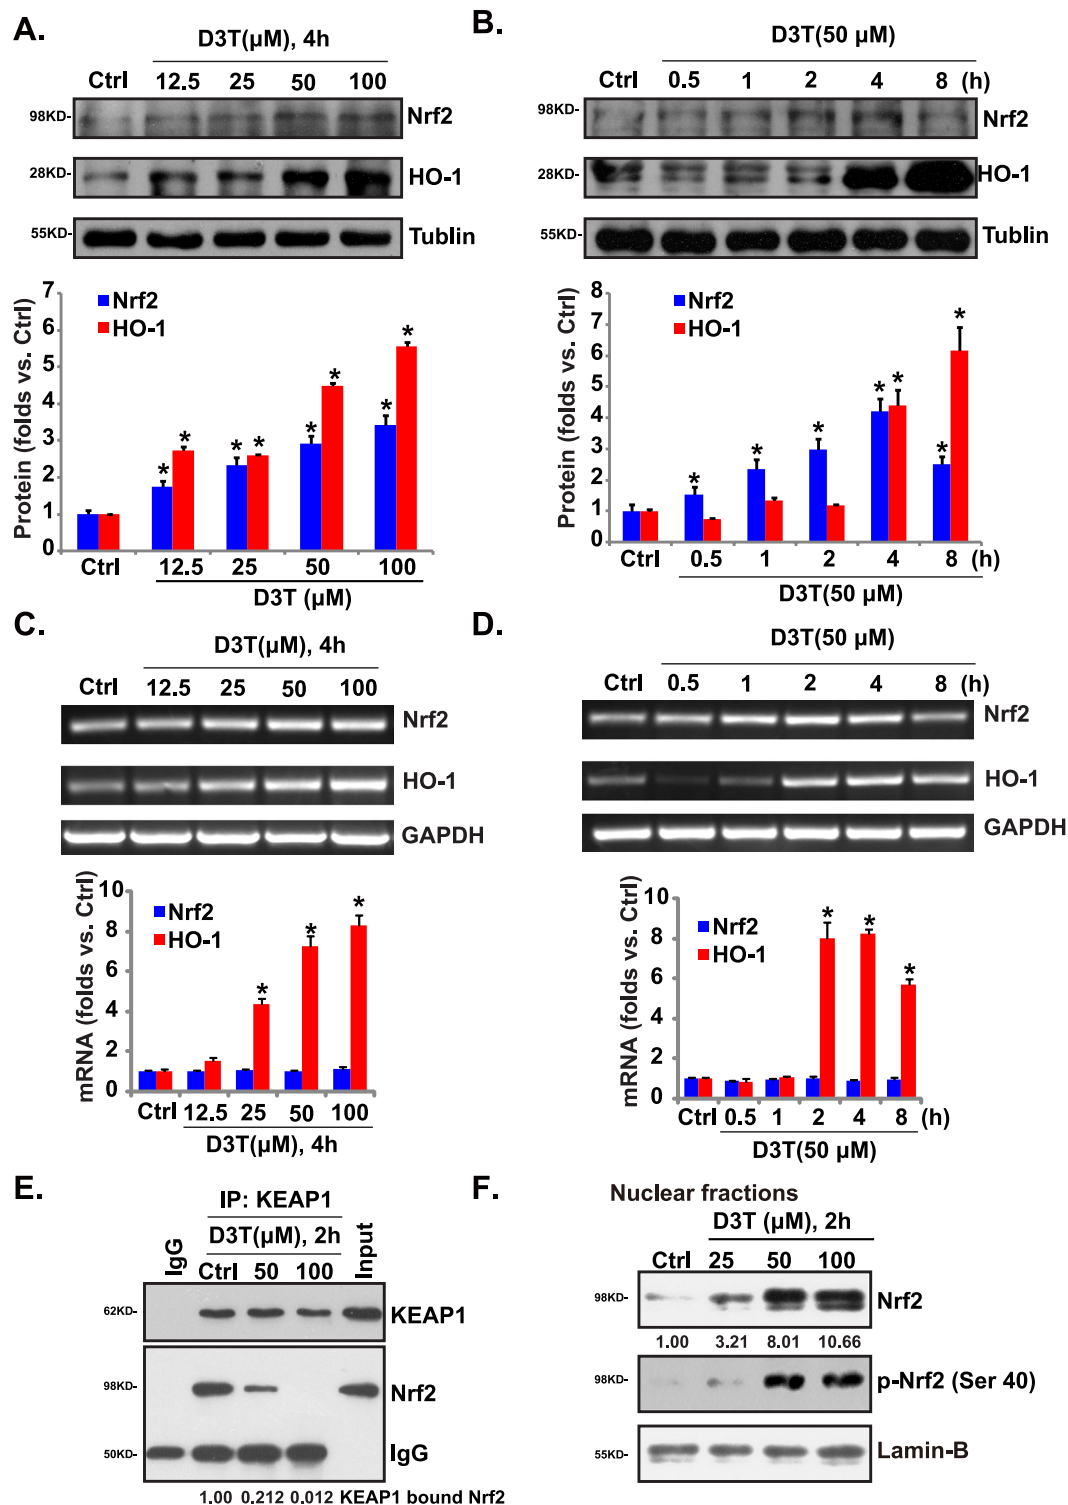 A.
D3T(µM), 4h
Ctrl 12.5 25 50 100
98KD- Nrf2
28KD- HO-1
55KD- Tublin
Protein (folds vs. Ctrl)
7
6
5
4
3
2
1
0
Nrf2
HO-1
* * * * * * * *
Ctrl 12.5 25 50 100
D3T (µM)
B.
D3T(50 µM)
Ctrl 0.5 1 2 4 8 (h)
98KD- Nrf2
28KD- HO-1
55KD- Tublin
Protein (folds vs. Ctrl)
8
7
6
5
4
3
2
1
0
Nrf2
HO-1
* * * * * * *
Ctrl 0.5 1 2 4 8 (h)
D3T(50 µM)
C.
D3T(µM), 4h
Ctrl 12.5 25 50 100
Nrf2
HO-1
GAPDH
mRNA (folds vs. Ctrl)
10
8
6
4
2
0
Nrf2
HO-1
* * *
Ctrl 12.5 25 50 100
D3T(µM), 4h
D.
D3T(50 µM)
Ctrl 0.5 1 2 4 8 (h)
Nrf2
HO-1
GAPDH
mRNA (folds vs. Ctrl)
10
8
6
4
2
0
Nrf2
HO-1
* * *
Ctrl 0.5 1 2 4 8 (h)
D3T(50 µM)
E.
IP: KEAP1
D3T(µM), 2h
IgG Ctrl 50 100 Input
62KD- KEAP1
98KD- Nrf2
50KD- IgG
1.00 0.212 0.012 KEAP1 bound Nrf2
F.
Nuclear fractions
D3T (µM), 2h
Ctrl 25 50 100
98KD- Nrf2
1.00 3.21 8.01 10.66
98KD- p-Nrf2 (Ser 40)
55KD- Lamin-B